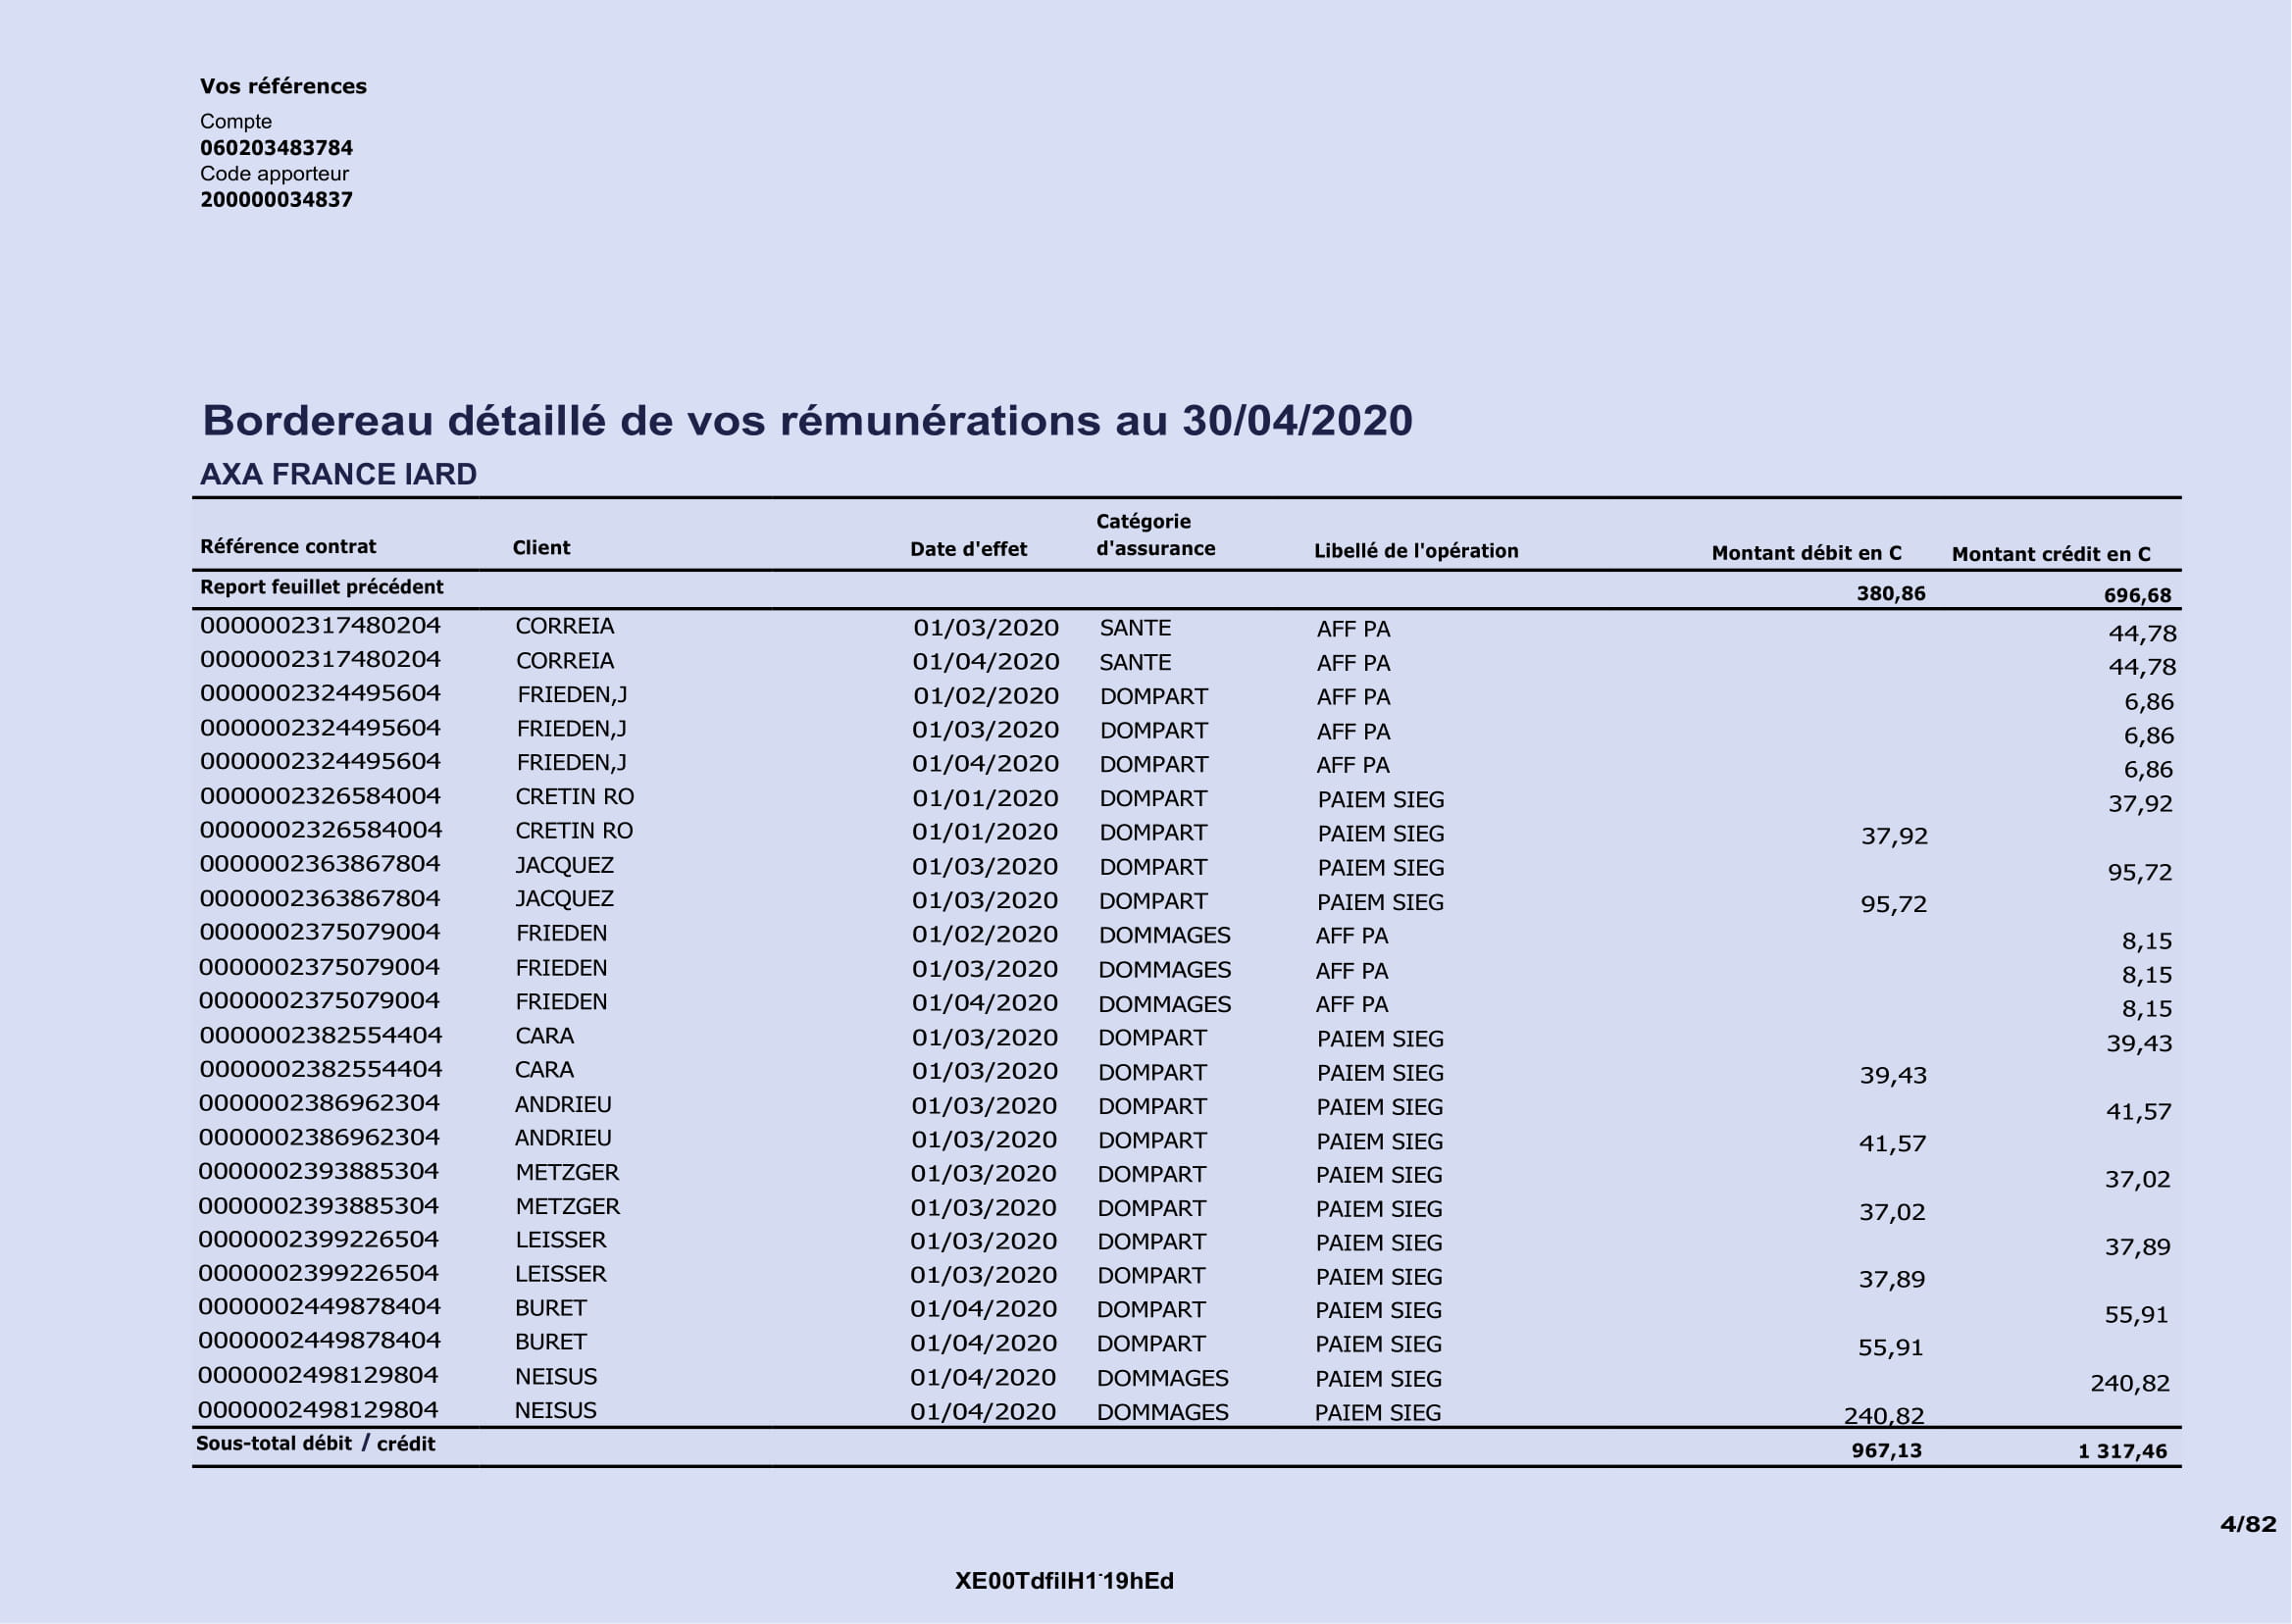 Vos références
Compte
060203483784
Code apporteur
200000034837
Bordereau détaillé de vos rémunérations au 30/04/2020
AXA FRANCE IARD
Référence contrat Client Date d'effet Catégorie d'assurance Libellé de l'opération Montant débit en C Montant crédit en C
Report feuillet précédent 380,86 696,68
0000002317480204 CORREIA 01/03/2020 SANTE AFF PA 44,78
0000002317480204 CORREIA 01/04/2020 SANTE AFF PA 44,78
0000002324495604 FRIEDEN,J 01/02/2020 DOMPART AFF PA 6,86
0000002324495604 FRIEDEN,J 01/03/2020 DOMPART AFF PA 6,86
0000002324495604 FRIEDEN,J 01/04/2020 DOMPART AFF PA 6,86
0000002326584004 CRETIN RO 01/01/2020 DOMPART PAIEM SIEG 37,92
0000002326584004 CRETIN RO 01/01/2020 DOMPART PAIEM SIEG 37,92
0000002363867804 JACQUEZ 01/03/2020 DOMPART PAIEM SIEG 95,72
0000002363867804 JACQUEZ 01/03/2020 DOMPART PAIEM SIEG 95,72
0000002375079004 FRIEDEN 01/02/2020 DOMMAGES AFF PA 8,15
0000002375079004 FRIEDEN 01/03/2020 DOMMAGES AFF PA 8,15
0000002375079004 FRIEDEN 01/04/2020 DOMMAGES AFF PA 8,15
0000002382554404 CARA 01/03/2020 DOMPART PAIEM SIEG 39,43
0000002382554404 CARA 01/03/2020 DOMPART PAIEM SIEG 39,43
0000002386962304 ANDRIEU 01/03/2020 DOMPART PAIEM SIEG 41,57
0000002386962304 ANDRIEU 01/03/2020 DOMPART PAIEM SIEG 41,57
0000002393885304 METZGER 01/03/2020 DOMPART PAIEM SIEG 37,02
0000002393885304 METZGER 01/03/2020 DOMPART PAIEM SIEG 37,02
0000002399226504 LEISSER 01/03/2020 DOMPART PAIEM SIEG 37,89
0000002399226504 LEISSER 01/03/2020 DOMPART PAIEM SIEG 37,89
0000002449878404 BURET 01/04/2020 DOMPART PAIEM SIEG 55,91
0000002449878404 BURET 01/04/2020 DOMPART PAIEM SIEG 55,91
0000002498129804 NEISUS 01/04/2020 DOMMAGES PAIEM SIEG 240,82
0000002498129804 NEISUS 01/04/2020 DOMMAGES PAIEM SIEG 240,82
Sous-total débit / crédit 967,13 1 317,46
4/82
XE00TdfilH1-19hEd